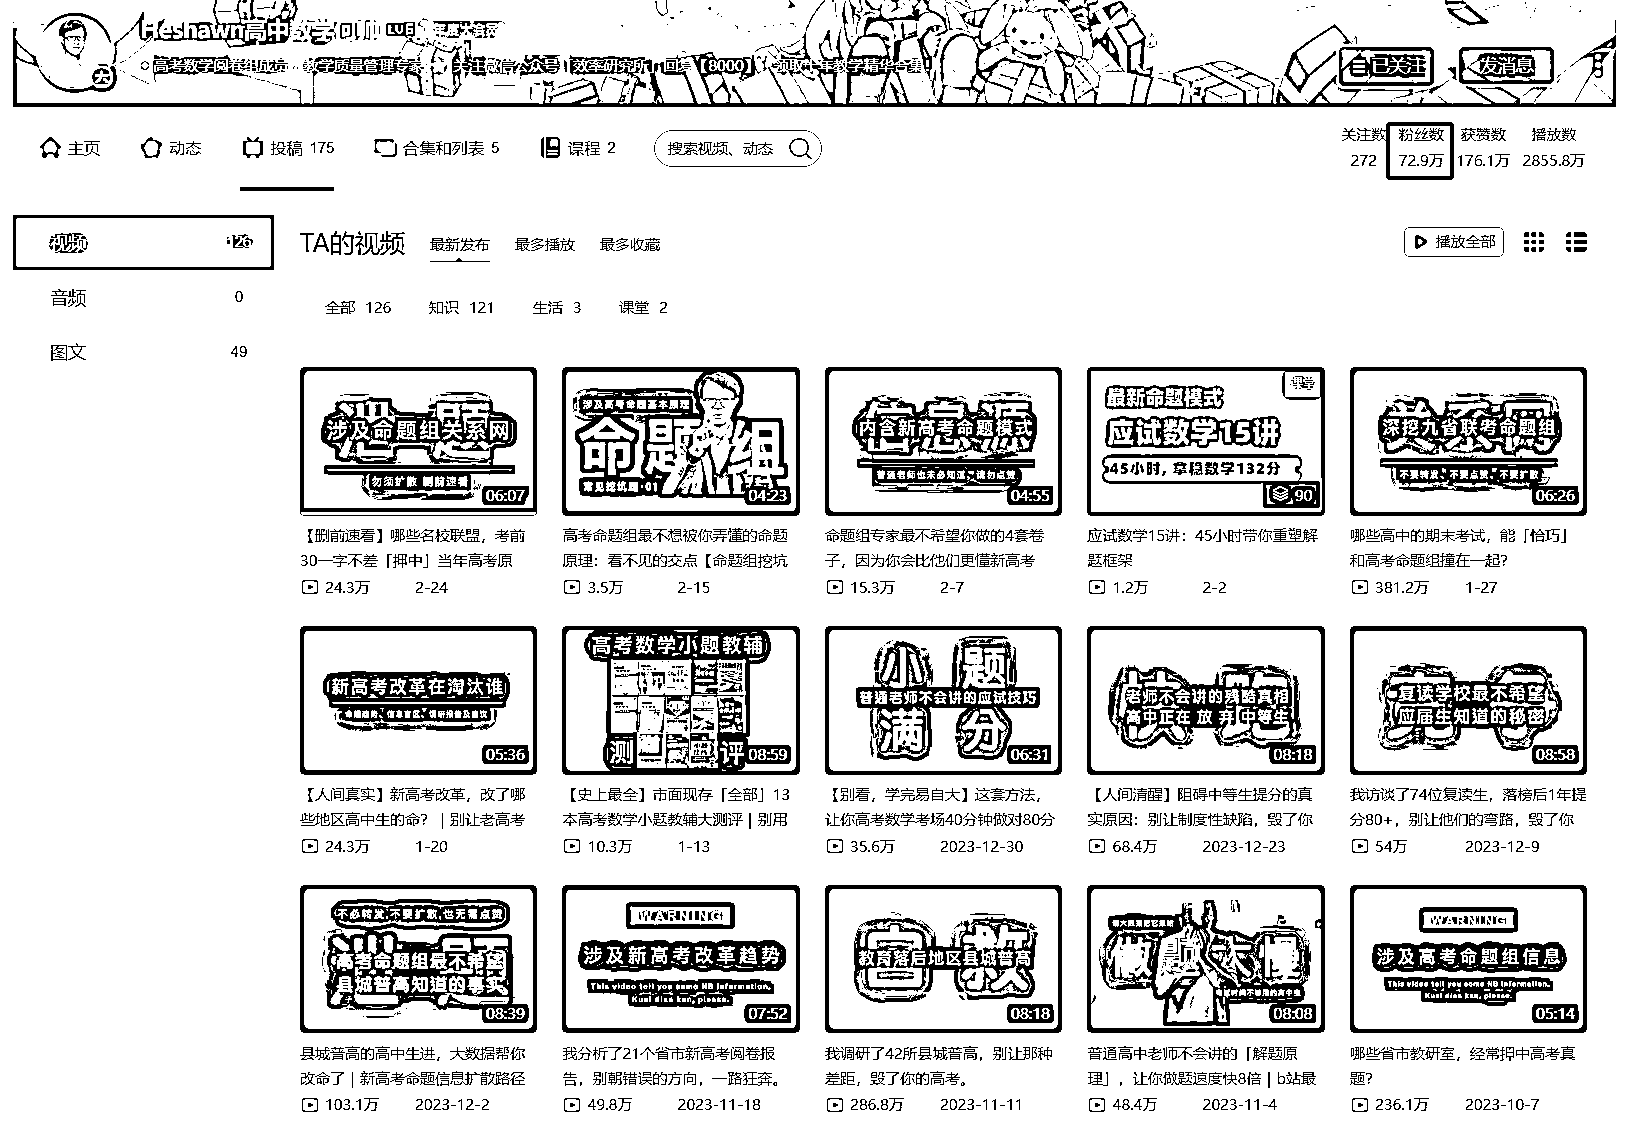 Heshawn高中数学
高考数学阅卷组成员 教学质量管理专家 关注微信公众号「效率研究所」回复【8000】
已关注
发消息
主页
动态
投稿 175
合集和列表 5
课程 2
搜索视频、动态
关注数 粉丝数 获赞数 播放数
272 72.9万 176.1万 2855.8万
视频 126
音频 0
图文 49
TA的视频 最新发布 最多播放 最多收藏
播放全部
全部 126 知识 121 生活 3 课堂 2
涉及命题组关系网
勿须扩散 删前速看
06:07
命题组
04:23
内含新高考命题模式
04:55
课堂
最新命题模式
应试数学15讲
45小时，拿稳数学132分
90
深挖九省联考命题组
不要转发、不要点赞、不要扩散
06:26
【删前速看】哪些名校联盟，考前
30一字不差「押中」当年高考原
24.3万 2-24
高考命题组最不想被你弄懂的命题
原理：看不见的交点【命题组挖坑
3.5万 2-15
命题组专家最不希望你做的4套卷
子，因为你会比他们更懂新高考
15.3万 2-7
应试数学15讲：45小时带你重塑解
题框架
1.2万 2-2
哪些高中的期末考试，能「恰巧」
和高考命题组撞在一起？
381.2万 1-27
新高考改革在淘汰谁
05:36
高考数学小题教辅
测 评
08:59
小题
普通老师不会讲的应试技巧
满分
06:31
老师不会讲的残酷真相
高中正在放弃中等生
08:18
复读学校最不希望
应届生知道的秘密
08:58
【人间真实】新高考改革，改了哪
些地区高中生的命？｜别让老高考
24.3万 1-20
【史上最全】市面现存「全部」13
本高考数学小题教辅大测评｜别用
10.3万 1-13
【别看，学完易自大】这套方法，
让你高考数学考场40分钟做对80分
35.6万 2023-12-30
【人间清醒】阻碍中等生提分的真
实原因：别让制度性缺陷，毁了你
68.4万 2023-12-23
我访谈了74位复读生，落榜后1年提
分80+，别让他们的弯路，毁了你
54万 2023-12-9
不必转发,不要扩散,也无需点赞
高考命题组最不希望
县城普高知道的事实
08:39
WARNING
涉及新高考改革趋势
This video tell you some NB information.
Kuai dian kan, please.
07:52
教育落后地区县城普高
08:18
08:08
WARNING
涉及高考命题组信息
This video tell you some NB information.
Kuai dian kan, please.
05:14
县城普高的高中生进，大数据帮你
改命了｜新高考命题信息扩散路径
103.1万 2023-12-2
我分析了21个省市新高考阅卷报
告，别朝错误的方向，一路狂奔。
49.8万 2023-11-18
我调研了42所县城普高，别让那种
差距，毁了你的高考。
286.8万 2023-11-11
普通高中老师不会讲的「解题原
理」，让你做题速度快8倍｜b站最
48.4万 2023-11-4
哪些省市教研室，经常押中高考真
题？
236.1万 2023-10-7